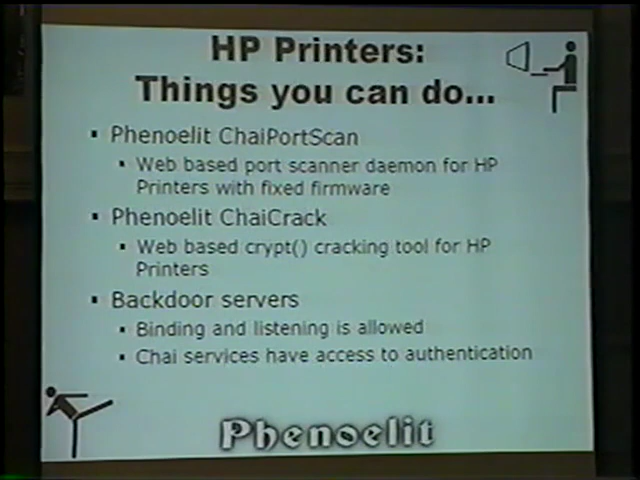 HP Printers:
Things you can do...
▪ Phenoelit ChaiPortScan
▪ Web based port scanner daemon for HP
Printers with fixed firmware
▪ Phenoelit ChaiCrack
▪ Web based crypt() cracking tool for HP
Printers
▪ Backdoor servers
▪ Binding and listening is allowed
▪ Chai services have access to authentication
Phenoelit